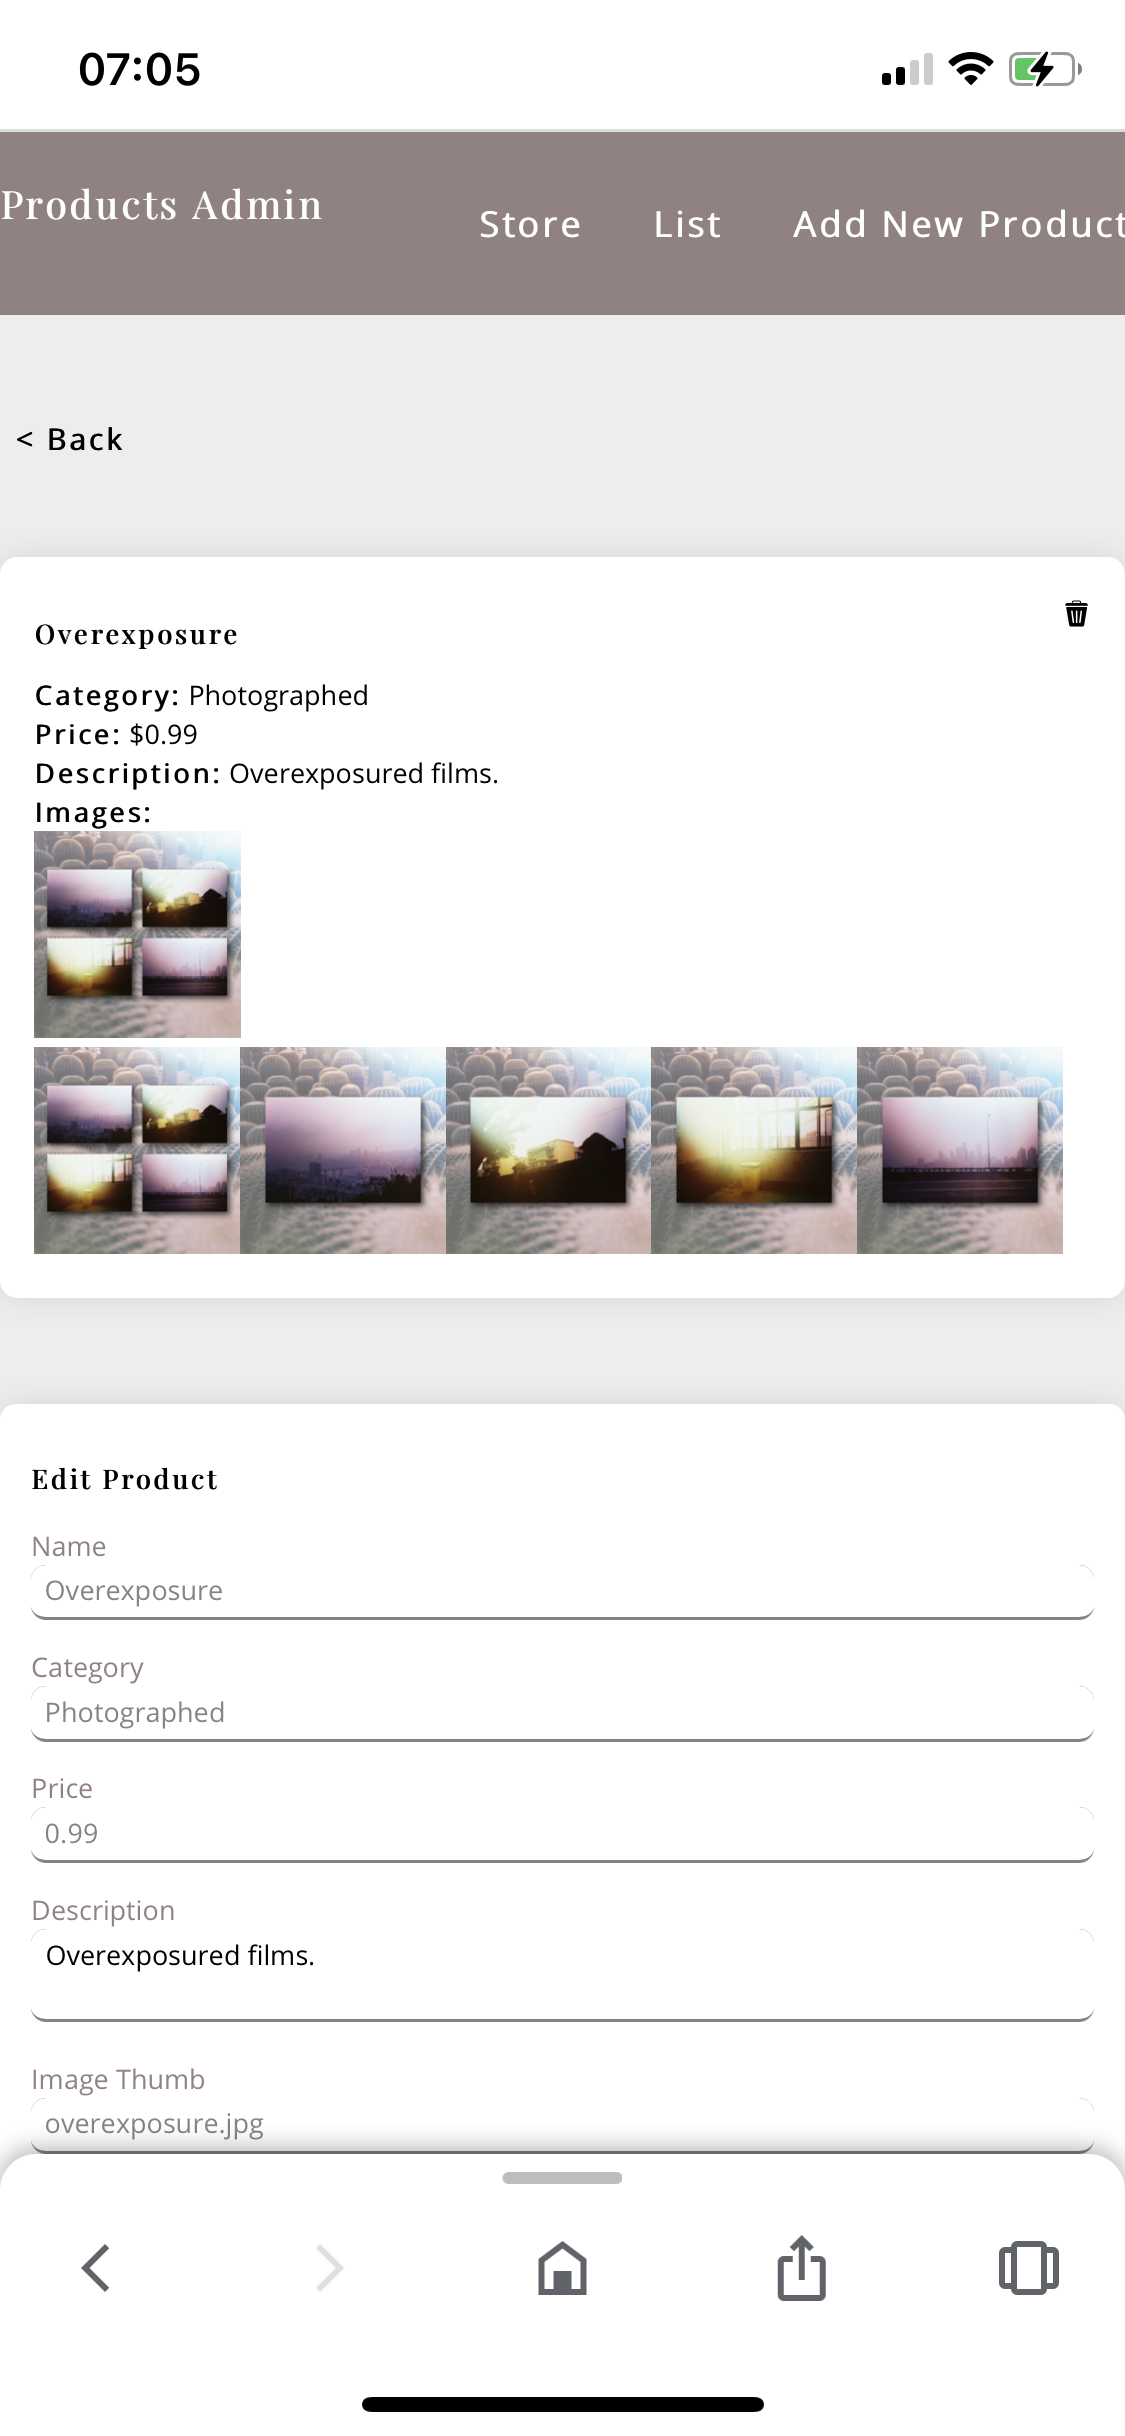 07:05
Products Admin
Store
List
Add New Product
< Back
Overexposure
Category: Photographed
Price: $0.99
Description: Overexposured films.
Images:
Edit Product
Name
Overexposure
Category
Photographed
Price
0.99
Description
Overexposured films.
Image Thumb
overexposure.jpg